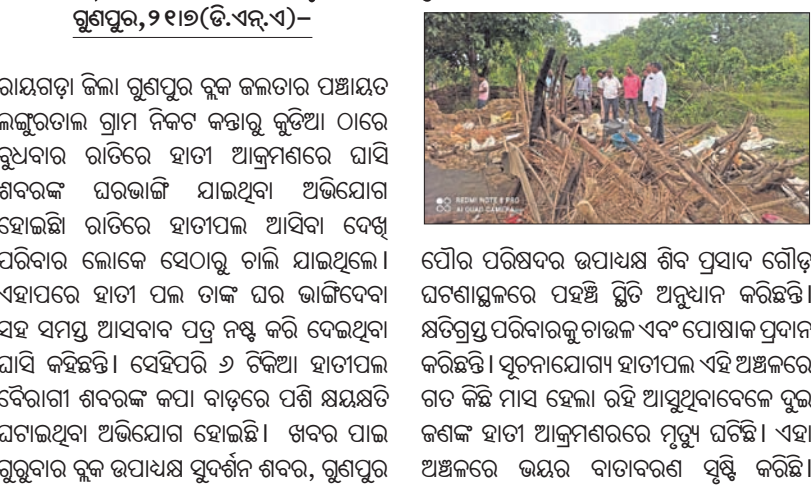 ଗୁଣପୁର,୨୧।୭(ଡି.ଏନ୍.ଏ)–
ରାୟଗଡ଼ା ଜିଲା ଗୁଣପୁର ବ୍ଲକ ଜଲତାର ପଞ୍ଚାୟତ
ଲଙ୍ଗୁରତାଲ ଗ୍ରାମ ନିକଟ କନ୍ତାରୁ କୁଡିଆ ଠାରେ
ବୁଧବାର ରାତିରେ ହାତୀ ଆକ୍ରମଣରେ ଘାସି
ଶବରଙ୍କ ଘରଭାଙ୍ଗି ଯାଇଥିବା ଅଭିଯୋଗ
ହୋଇଛି। ରାତିରେ ହାତୀପଲ ଆସିବା ଦେଖି
ପରିବାର ଲୋକେ ସେଠାରୁ ଚାଲି ଯାଇଥିଲେ।
ଏହାପରେ ହାତୀ ପଲ ତାଙ୍କ ଘର ଭାଙ୍ଗିଦେବା
ସହ ସମସ୍ତ ଆସବାବ ପତ୍ର ନଷ୍ଟ କରି ଦେଇଥିବା
ଘାସି କହିଛନ୍ତି। ସେହିପରି ୬ ଟିକିଆ ହାତୀପଲ
ବୈରାଗୀ ଶବରଙ୍କ କପା ବାଡ଼ରେ ପଶି କ୍ଷୟକ୍ଷତି
ଘଟାଇଥିବା ଅଭିଯୋଗ ହୋଇଛି। ଖବର ପାଇ
ଗୁରୁବାର ବ୍ଲକ ଉପାଧ୍ୟକ୍ଷ ସୁଦର୍ଶନ ଶବର, ଗୁଣପୁର
REDMI NOTE 8 PRO
AI QUAD CAMERA
ପୌର ପରିଷଦର ଉପାଧ୍ୟକ୍ଷ ଶିବ ପ୍ରସାଦ ଗୌଡ଼
ଘଟଣାସ୍ଥଳରେ ପହଞ୍ଚି ସ୍ଥିତି ଅନୁଧ୍ୟାନ କରିଛନ୍ତି।
କ୍ଷତିଗ୍ରସ୍ତ ପରିବାରକୁ ଚାଉଳ ଏବଂ ପୋଷାକ ପ୍ରଦାନ
କରିଛନ୍ତି। ସୂଚନାଯୋଗ୍ୟ ହାତୀପଲ ଏହି ଅଞ୍ଚଳରେ
ଗତ କିଛି ମାସ ହେଲା ରହି ଆସୁଥିବାବେଳେ ଦୁଇ
ଜଣଙ୍କ ହାତୀ ଆକ୍ରମଣରରେ ମୃତ୍ୟୁ ଘଟିଛି। ଏହା
ଅଞ୍ଚଳରେ ଭୟର ବାତାବରଣ ସୃଷ୍ଟି କରିଛି।